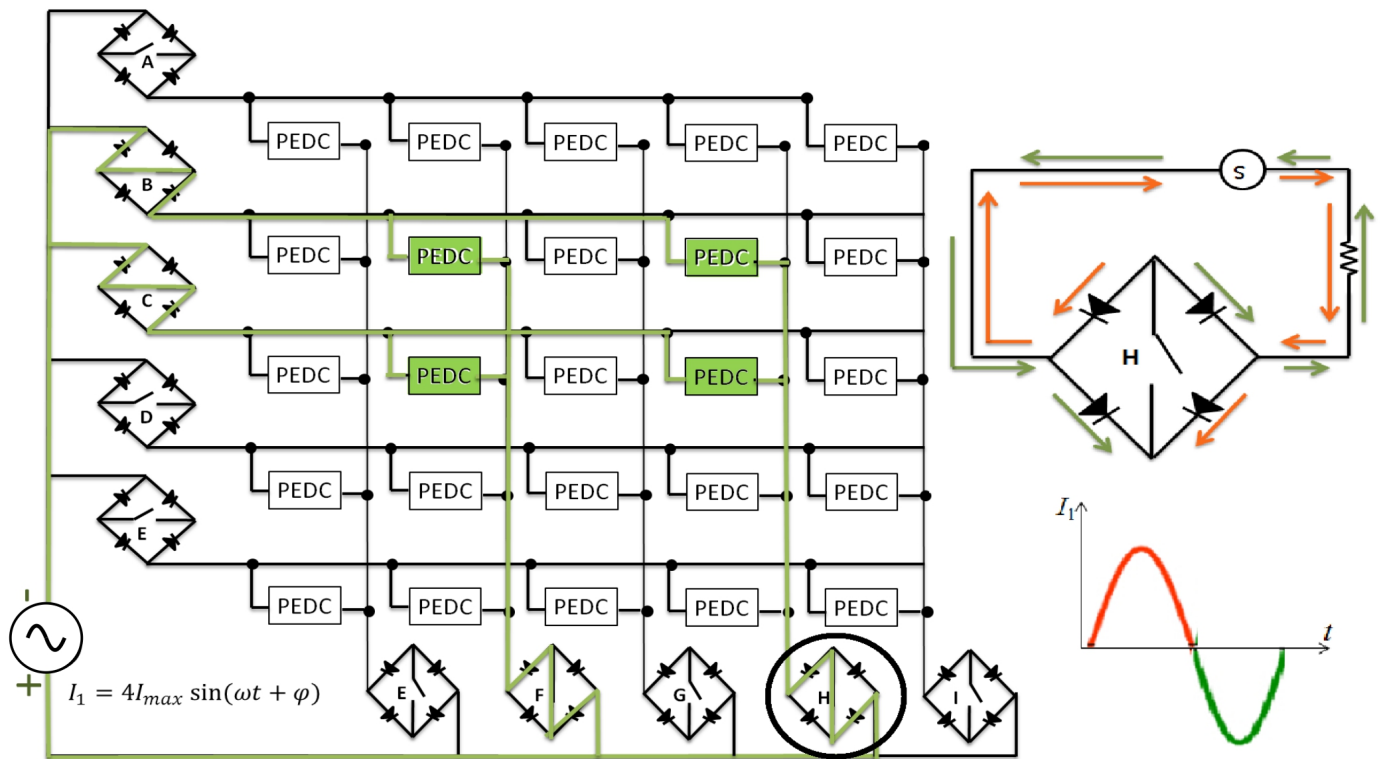 A
PEDC PEDC PEDC PEDC PEDC
B
PEDC PEDC PEDC PEDC PEDC
C
PEDC PEDC PEDC PEDC PEDC
D
PEDC PEDC PEDC PEDC PEDC
E
PEDC PEDC PEDC PEDC PEDC
E F G H I
-
+
I₁ = 4Iₘₐₓ sin(ωt + φ)
S
H
I₁
t